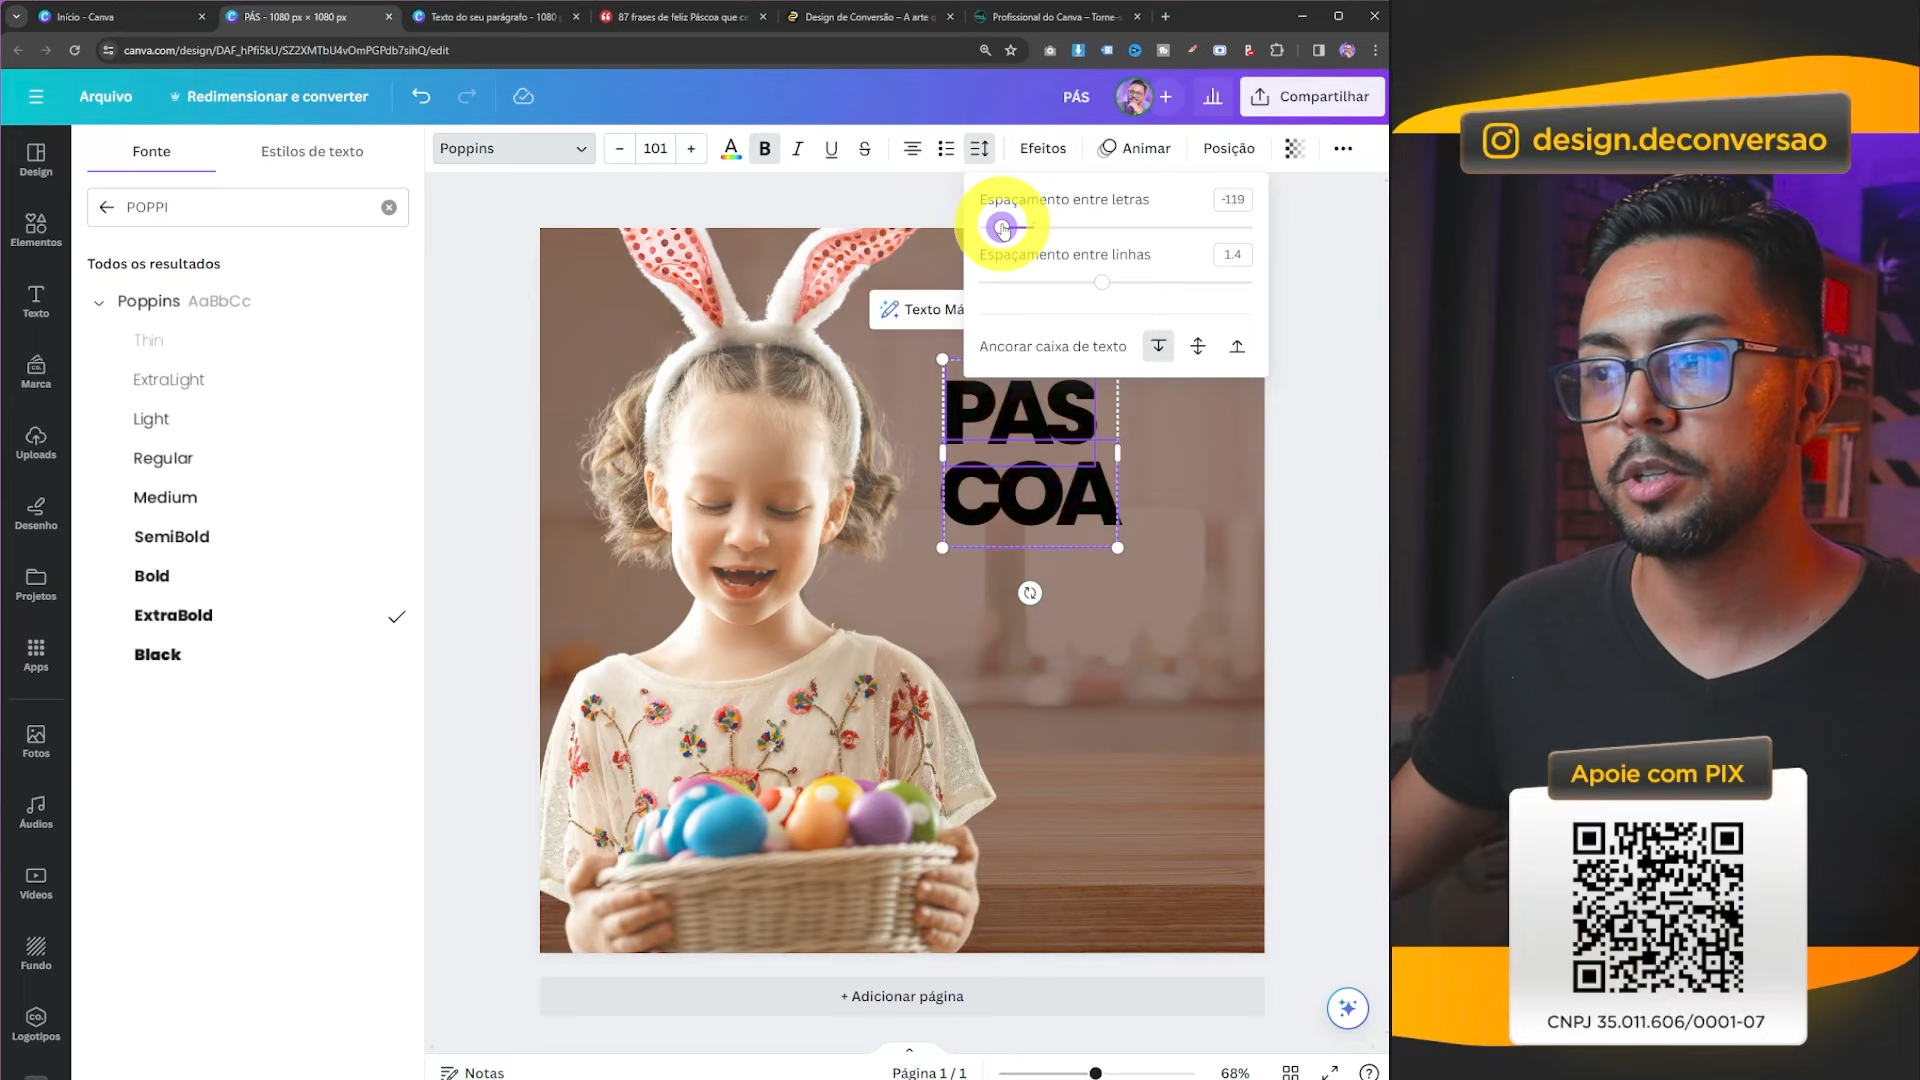 Início - Canva
PÁS - 1080 px × 1080 px
Texto do seu parágrafo - 1080
87 frases de feliz Páscoa que ce
Design de Conversão – A arte
Profissional do Canva – Torne-s
canva.com/design/DAF_hPfi5kU/SZ2XMTbU4vOmPGPdb7sihQ/edit
Arquivo
Redimensionar e converter
PÁS
Compartilhar
Design
Elementos
Texto
Marca
Uploads
Desenho
Projetos
Apps
Fotos
Áudios
Vídeos
Fundo
Logotipos
Fonte
Estilos de texto
POPPI
Todos os resultados
Poppins AaBbCc
Thin
ExtraLight
Light
Regular
Medium
SemiBold
Bold
ExtraBold
Black
Poppins
101
Efeitos
Animar
Posição
Espaçamento entre letras -119
Espaçamento entre linhas 1.4
Ancorar caixa de texto
Texto Má
PAS
COA
+ Adicionar página
Notas
Página 1 / 1
68%
design.deconversao
Apoie com PIX
CNPJ 35.011.606/0001-07